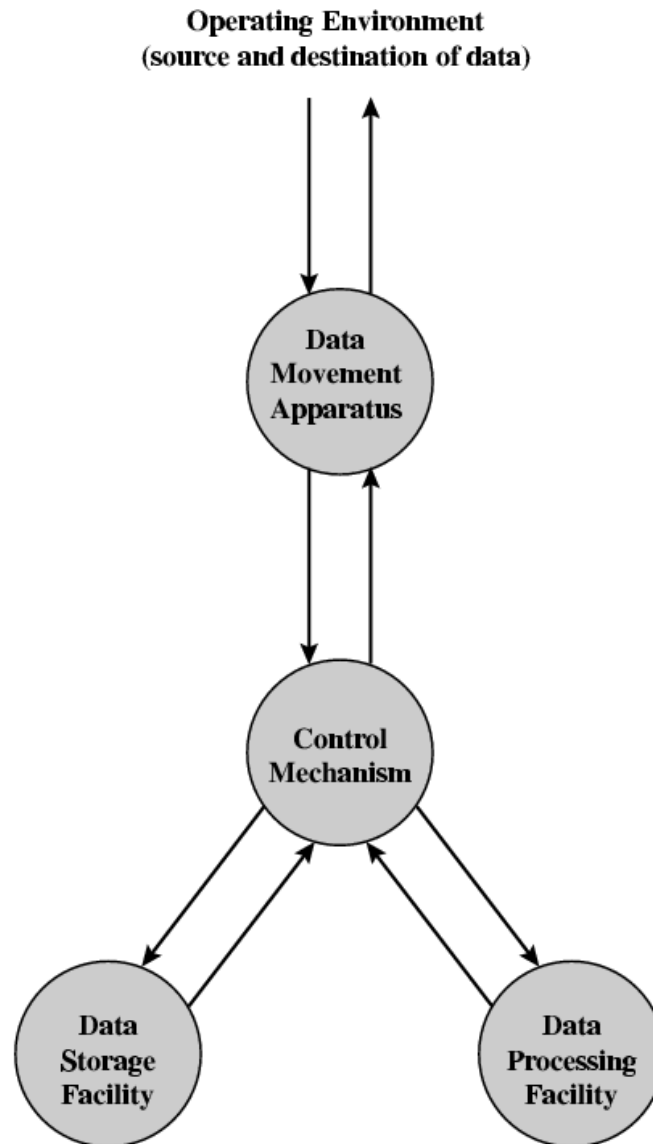 Operating Environment
(source and destination of data)
Data
Movement
Apparatus
Control
Mechanism
Data
Storage
Facility
Data
Processing
Facility